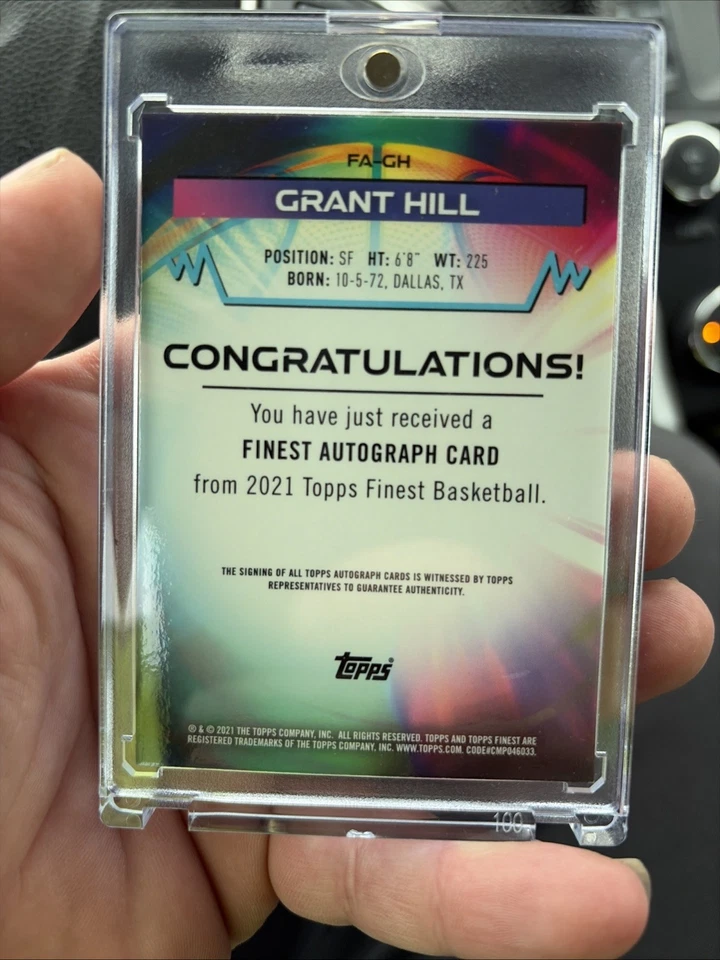 FA-GH
GRANT HILL
POSITION: SF HT: 6'8" WT: 225
BORN: 10-5-72, DALLAS, TX
CONGRATULATIONS!
You have just received a
FINEST AUTOGRAPH CARD
from 2021 Topps Finest Basketball.
THE SIGNING OF ALL TOPPS AUTOGRAPH CARDS IS WITNESSED BY TOPPS
REPRESENTATIVES TO GUARANTEE AUTHENTICITY.
topps®
® & © 2021 THE TOPPS COMPANY, INC. ALL RIGHTS RESERVED. TOPPS AND TOPPS FINEST ARE
REGISTERED TRADEMARKS OF THE TOPPS COMPANY, INC. WWW.TOPPS.COM. CODE#CMP046033.
100